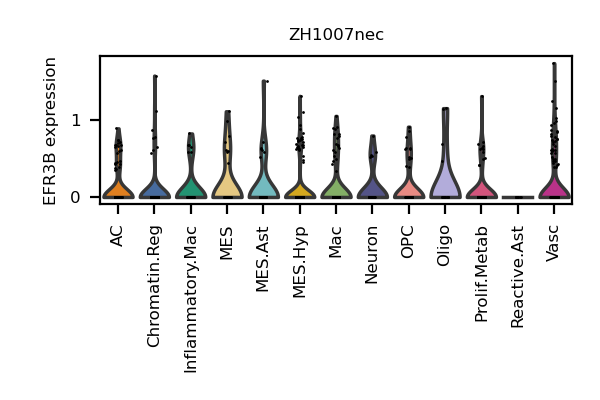 ZH1007nec
EFR3B expression
1
0
AC
Chromatin.Reg
Inflammatory.Mac
MES
MES.Ast
MES.Hyp
Mac
Neuron
OPC
Oligo
Prolif.Metab
Reactive.Ast
Vasc